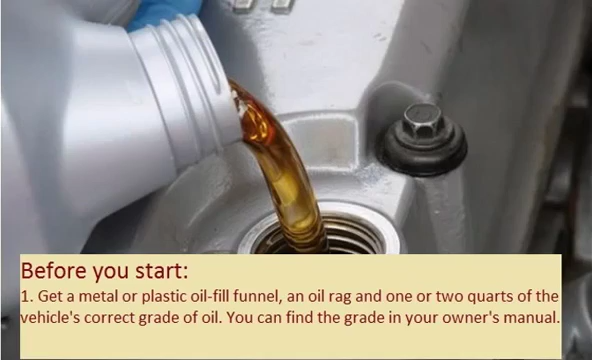 Before you start:
1. Get a metal or plastic oil-fill funnel, an oil rag and one or two quarts of the
vehicle's correct grade of oil. You can find the grade in your owner's manual.